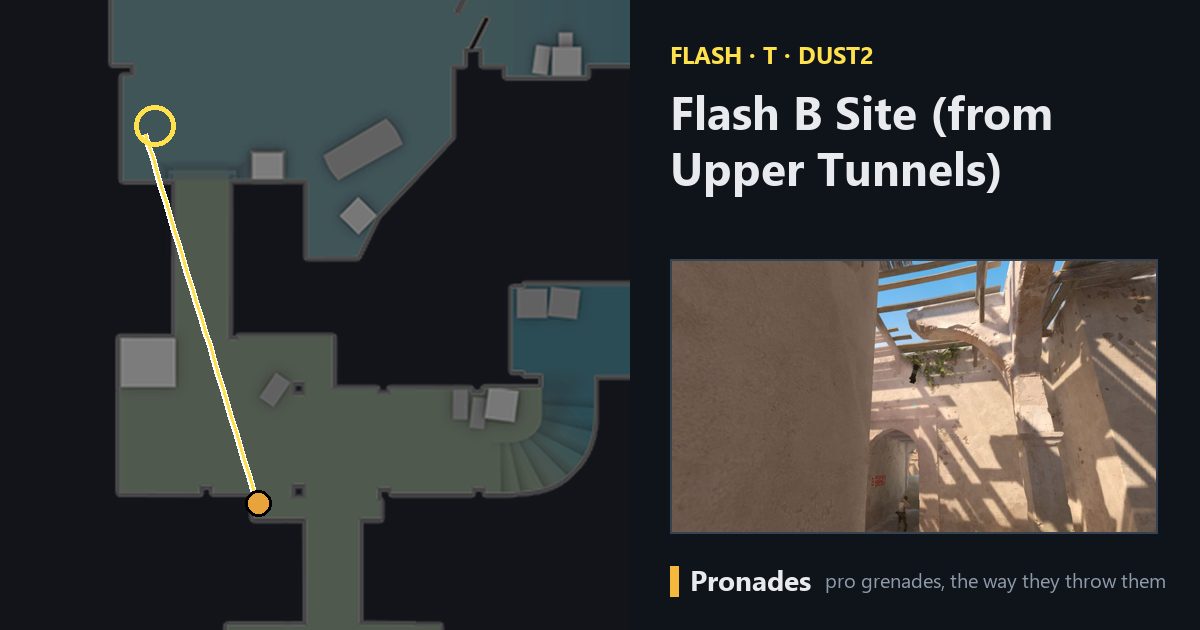 FLASH · T · DUST2
Flash B Site (from
Upper Tunnels)
Pronades pro grenades, the way they throw them